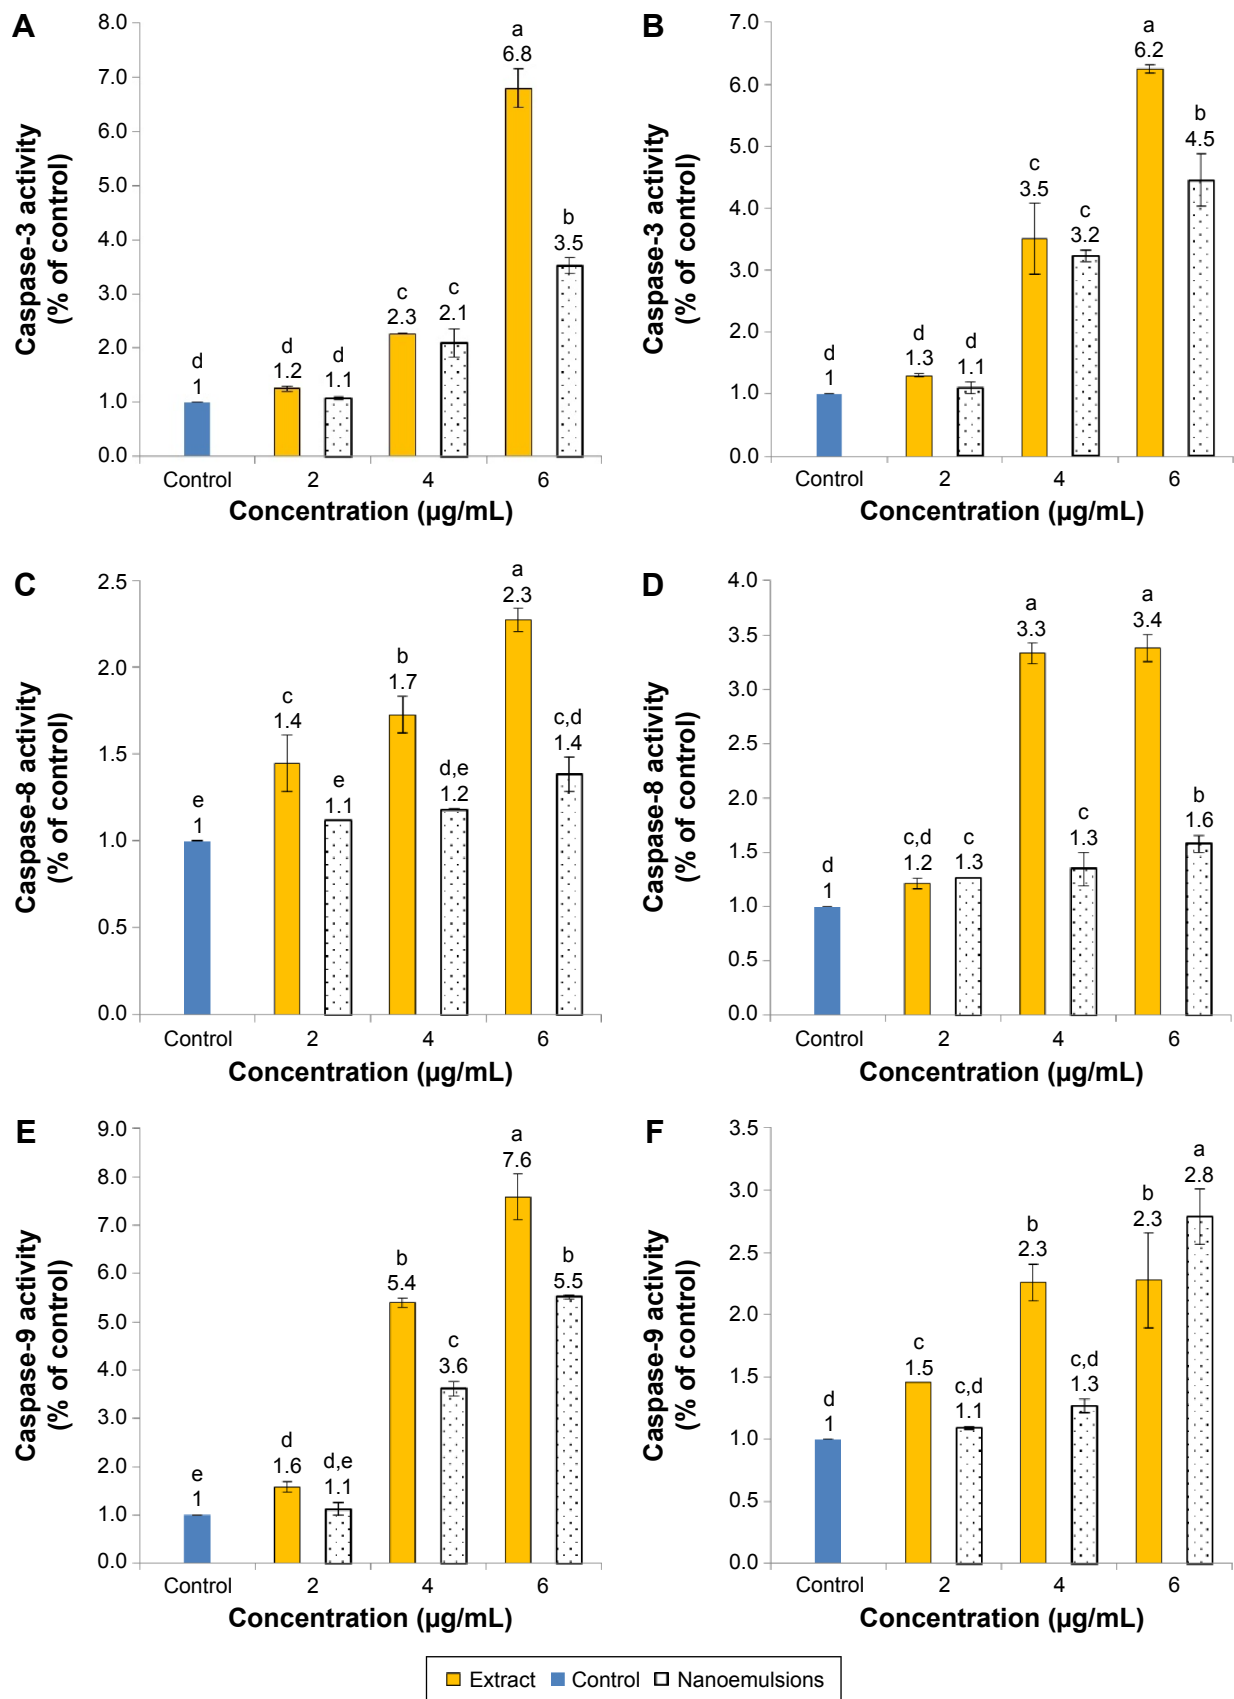 A
Caspase-3 activity
(% of control)
8.0
7.0
6.0
5.0
4.0
3.0
2.0
1.0
0.0
d
1
d
1.2
d
1.1
c
2.3
c
2.1
a
6.8
b
3.5
Control 2 4 6
Concentration (µg/mL)
B
Caspase-3 activity
(% of control)
7.0
6.0
5.0
4.0
3.0
2.0
1.0
0.0
d
1
d
1.3
d
1.1
c
3.5
c
3.2
a
6.2
b
4.5
Control 2 4 6
Concentration (µg/mL)
C
Caspase-8 activity
(% of control)
2.5
2.0
1.5
1.0
0.5
0.0
e
1
c
1.4
e
1.1
b
1.7
d,e
1.2
a
2.3
c,d
1.4
Control 2 4 6
Concentration (µg/mL)
D
Caspase-8 activity
(% of control)
4.0
3.5
3.0
2.5
2.0
1.5
1.0
0.5
0.0
d
1
c,d
1.2
c
1.3
a
3.3
c
1.3
a
3.4
b
1.6
Control 2 4 6
Concentration (µg/mL)
E
Caspase-9 activity
(% of control)
9.0
8.0
7.0
6.0
5.0
4.0
3.0
2.0
1.0
0.0
e
1
d
1.6
d,e
1.1
b
5.4
c
3.6
a
7.6
b
5.5
Control 2 4 6
Concentration (µg/mL)
F
Caspase-9 activity
(% of control)
3.5
3.0
2.5
2.0
1.5
1.0
0.5
0.0
d
1
c
1.5
c,d
1.1
b
2.3
c,d
1.3
b
2.3
a
2.8
Control 2 4 6
Concentration (µg/mL)
Extract Control Nanoemulsions